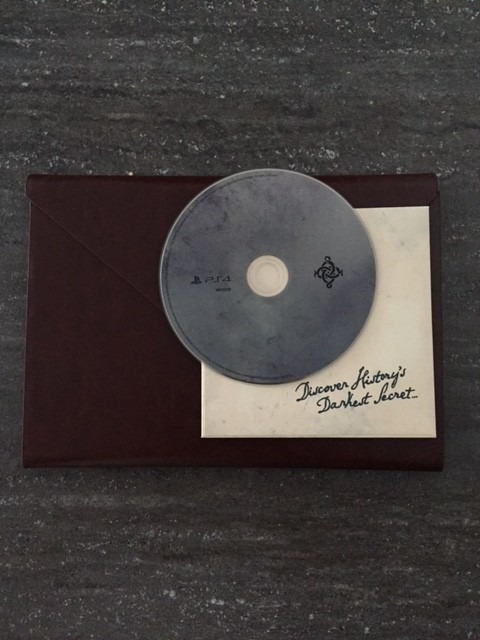 PS4
Discover History's
Darkest Secret...